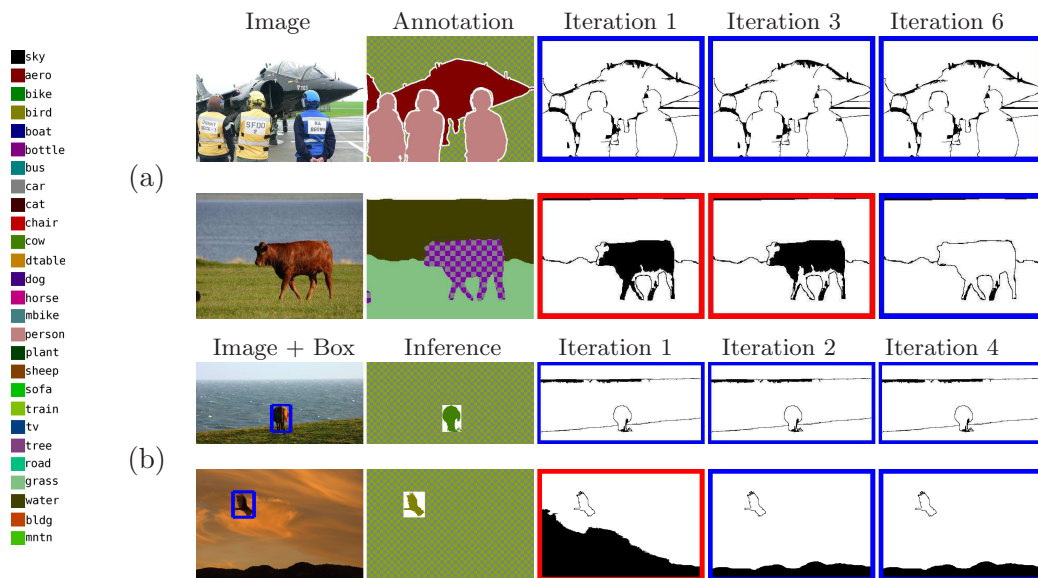 Image Annotation Iteration 1 Iteration 3 Iteration 6
sky
aero
bike
bird
boat
bottle
bus
car
cat
chair
cow
dtable
dog
horse
mbike
person
plant
sheep
sofa
train
tv
tree
road
grass
water
bldg
mntn
(a)
SFDO
Image + Box Inference Iteration 1 Iteration 2 Iteration 4
(b)